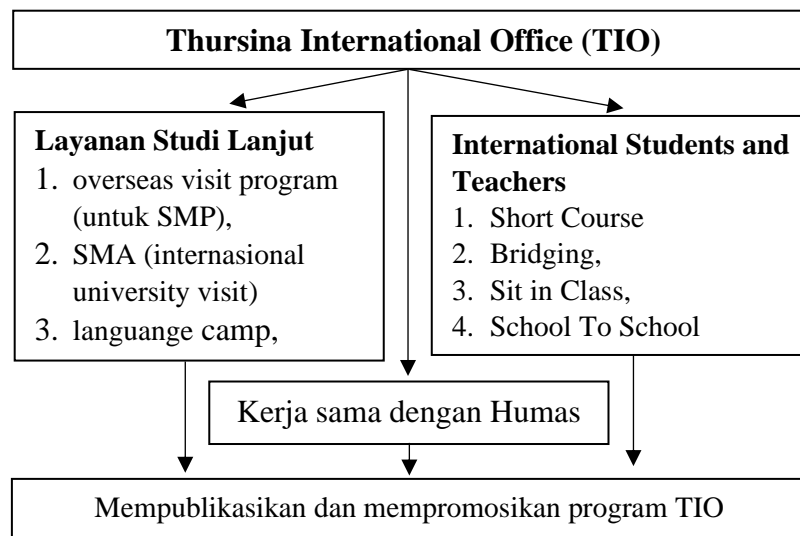 Thursina International Office (TIO)
Layanan Studi Lanjut
1. overseas visit program
(untuk SMP),
2. SMA (internasional
university visit)
3. languange camp,
International Students and
Teachers
1. Short Course
2. Bridging,
3. Sit in Class,
4. School To School
Kerja sama dengan Humas
Mempublikasikan dan mempromosikan program TIO